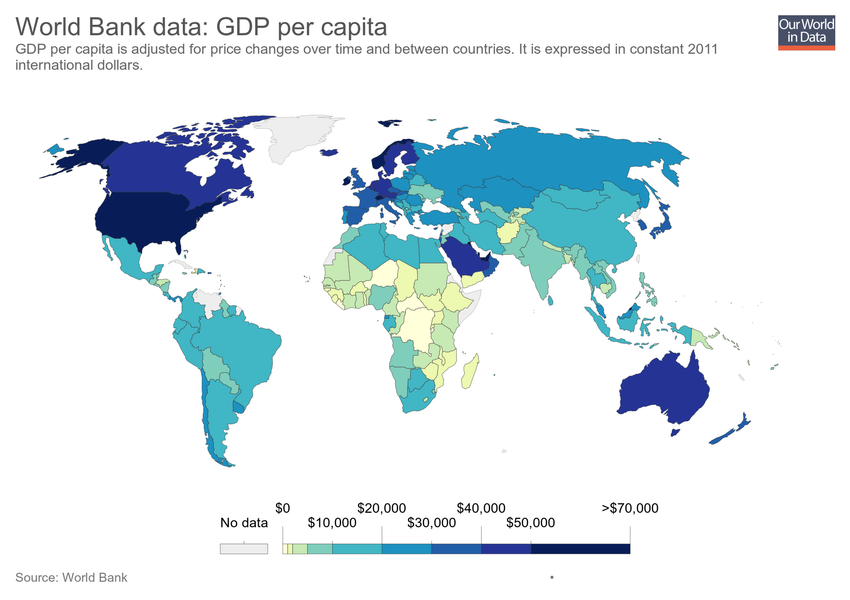 World Bank data: GDP per capita
GDP per capita is adjusted for price changes over time and between countries. It is expressed in constant 2011
international dollars.
Our World
in Data
No data
$0
$10,000
$20,000
$30,000
$40,000
$50,000
>$70,000
Source: World Bank